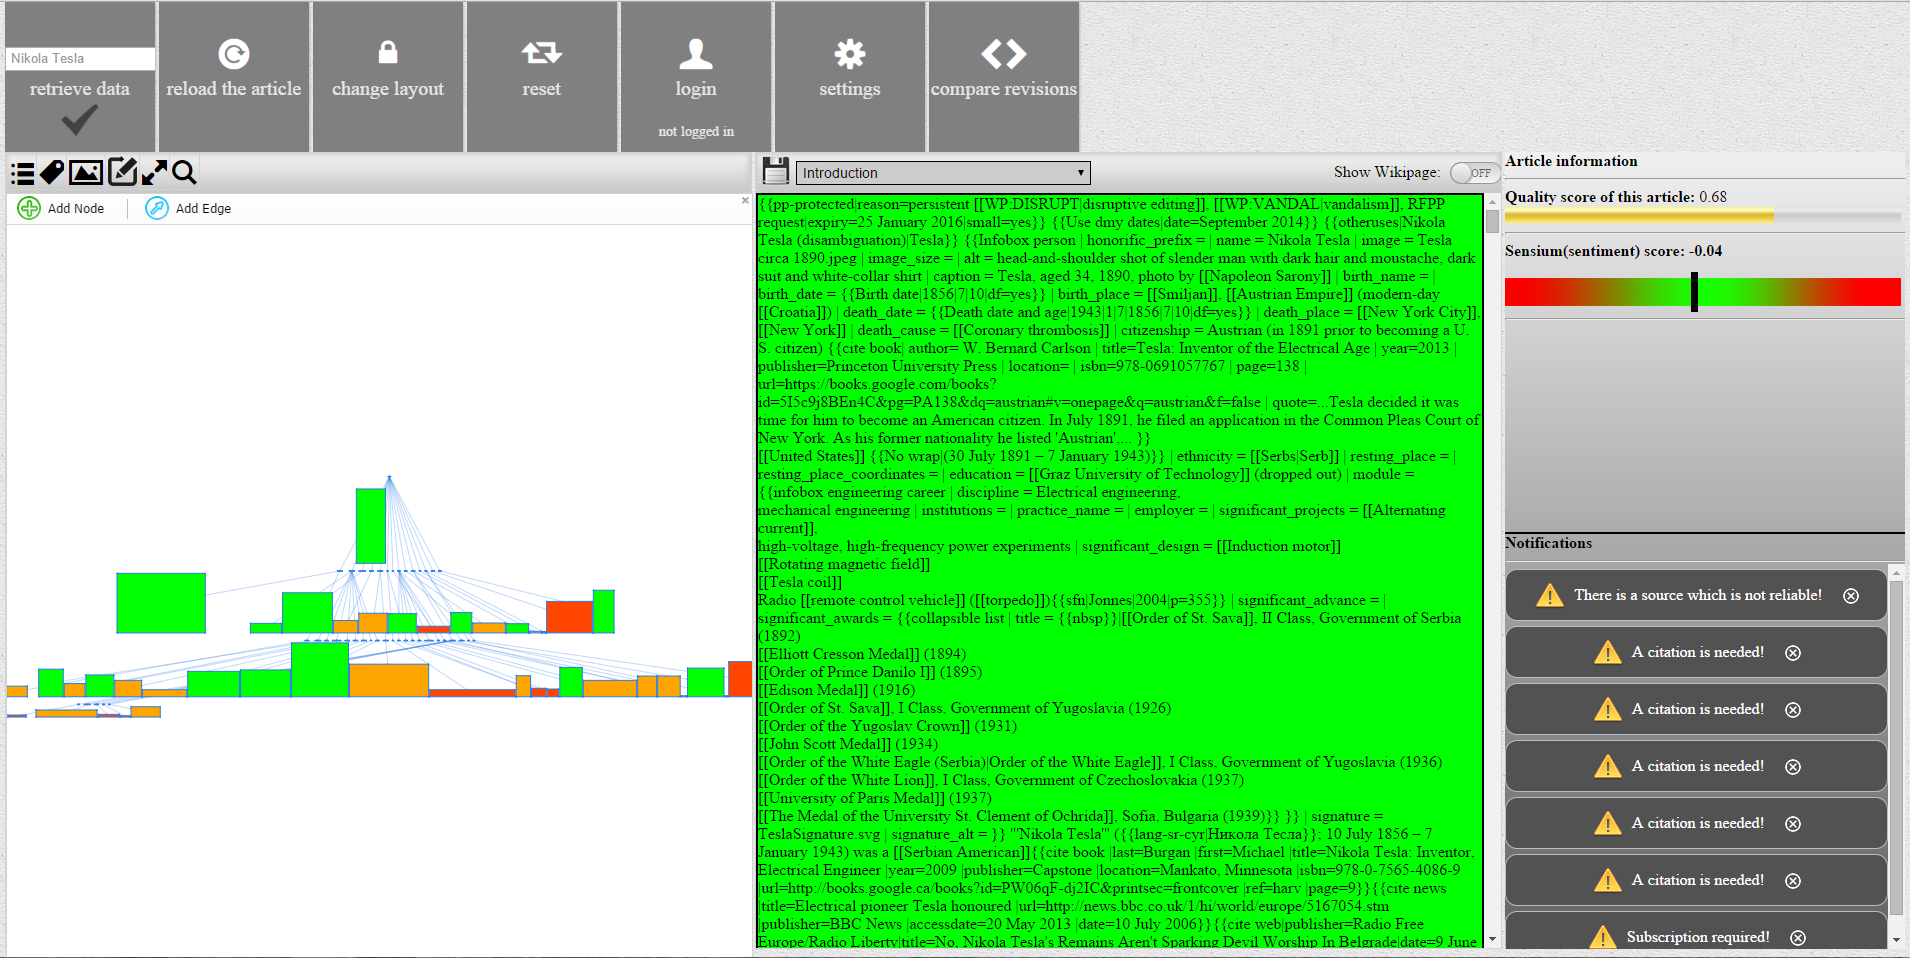 Nikola Tesla
retrieve data
reload the article
change layout
reset
login
not logged in
settings
compare revisions
Add Node
Add Edge
Introduction
Show Wikipage:
OFF
{{pp-protected|reason=persistent [[WP:DISRUPT|disruptive editing]], [[WP:VANDAL|vandalism]], RFPP
request|expiry=25 January 2016|small=yes}} {{Use dmy dates|date=September 2014}} {{otheruses|Nikola
Tesla (disambiguation)|Tesla}} {{Infobox person | honorific_prefix = | name = Nikola Tesla | image = Tesla
circa 1890.jpeg | image_size = | alt = head-and-shoulder shot of slender man with dark hair and moustache, dark
suit and white-collar shirt | caption = Tesla, aged 34, 1890, photo by [[Napoleon Sarony]] | birth_name = |
birth_date = {{Birth date|1856|7|10|df=yes}} | birth_place = [[Smiljan]], [[Austrian Empire]] (modern-day
[[Croatia]]) | death_date = {{Death date and age|1943|1|7|1856|7|10|df=yes}} | death_place = [[New York City]],
[[New York]] | death_cause = [[Coronary thrombosis]] | citizenship = Austrian (in 1891 prior to becoming a U.
S. citizen) {{cite book| author= W. Bernard Carlson | title=Tesla: Inventor of the Electrical Age | year=2013 |
publisher=Princeton University Press | location= | isbn=978-0691057767 | page=138 |
url=https://books.google.com/books?
id=5I5c9j8BEn4C&pg=PA138&dq=austrian#v=onepage&q=austrian&f=false | quote=...Tesla decided it was
time for him to become an American citizen. In July 1891, he filed an application in the Common Pleas Court of
New York. As his former nationality he listed 'Austrian',... }}
[[United States]] {{No wrap|(30 July 1891 – 7 January 1943)}} | ethnicity = [[Serbs|Serb]] | resting_place = |
resting_place_coordinates = | education = [[Graz University of Technology]] (dropped out) | module =
{{infobox engineering career | discipline = Electrical engineering,
mechanical engineering | institutions = | practice_name = | employer = | significant_projects = [[Alternating
current]],
high-voltage, high-frequency power experiments | significant_design = [[Induction motor]]
[[Rotating magnetic field]]
[[Tesla coil]]
Radio [[remote control vehicle]] ([[torpedo]]){{sfn|Jonnes|2004|p=355}} | significant_advance = |
significant_awards = {{collapsible list | title = {{nbsp}}|[[Order of St. Sava]], II Class, Government of Serbia
(1892)
[[Elliott Cresson Medal]] (1894)
[[Order of Prince Danilo I]] (1895)
[[Edison Medal]] (1916)
[[Order of St. Sava]], I Class, Government of Yugoslavia (1926)
[[Order of the Yugoslav Crown]] (1931)
[[John Scott Medal]] (1934)
[[Order of the White Eagle (Serbia)|Order of the White Eagle]], I Class, Government of Yugoslavia (1936)
[[Order of the White Lion]], I Class, Government of Czechoslovakia (1937)
[[University of Paris Medal]] (1937)
[[The Medal of the University St. Clement of Ochrida]], Sofia, Bulgaria (1939)}} }} | signature =
TeslaSignature.svg | signature_alt = }} '''Nikola Tesla''' ({{lang-sr-cyr|Никола Тесла}}; 10 July 1856 – 7
January 1943) was a [[Serbian American]]{{cite book |last=Burgan |first=Michael |title=Nikola Tesla: Inventor,
Electrical Engineer |year=2009 |publisher=Capstone |location=Mankato, Minnesota |isbn=978-0-7565-4086-9
|url=http://books.google.ca/books?id=PW06qF-dj2IC&printsec=frontcover |ref=harv |page=9}}{{cite news
|title=Electrical pioneer Tesla honoured |url=http://news.bbc.co.uk/1/hi/world/europe/5167054.stm
|publisher=BBC News |accessdate=20 May 2013 |date=10 July 2006}}{{cite web|publisher=Radio Free
Europe/Radio Liberty|title=No, Nikola Tesla's Remains Aren't Sparking Devil Worship In Belgrade|date=9 June
Article information
Quality score of this article: 0.68
Sensium(sentiment) score: -0.04
Notifications
There is a source which is not reliable!
A citation is needed!
A citation is needed!
A citation is needed!
A citation is needed!
A citation is needed!
Subscription required!